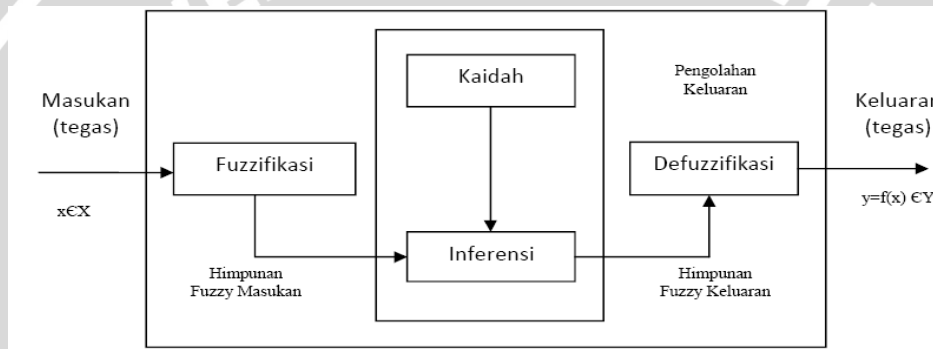 Masukan
(tegas)
x∈X
Fuzzifikasi
Himpunan
Fuzzy Masukan
Kaidah
Inferensi
Pengolahan
Keluaran
Defuzzifikasi
Himpunan
Fuzzy Keluaran
Keluaran
(tegas)
y=f(x) ∈Y